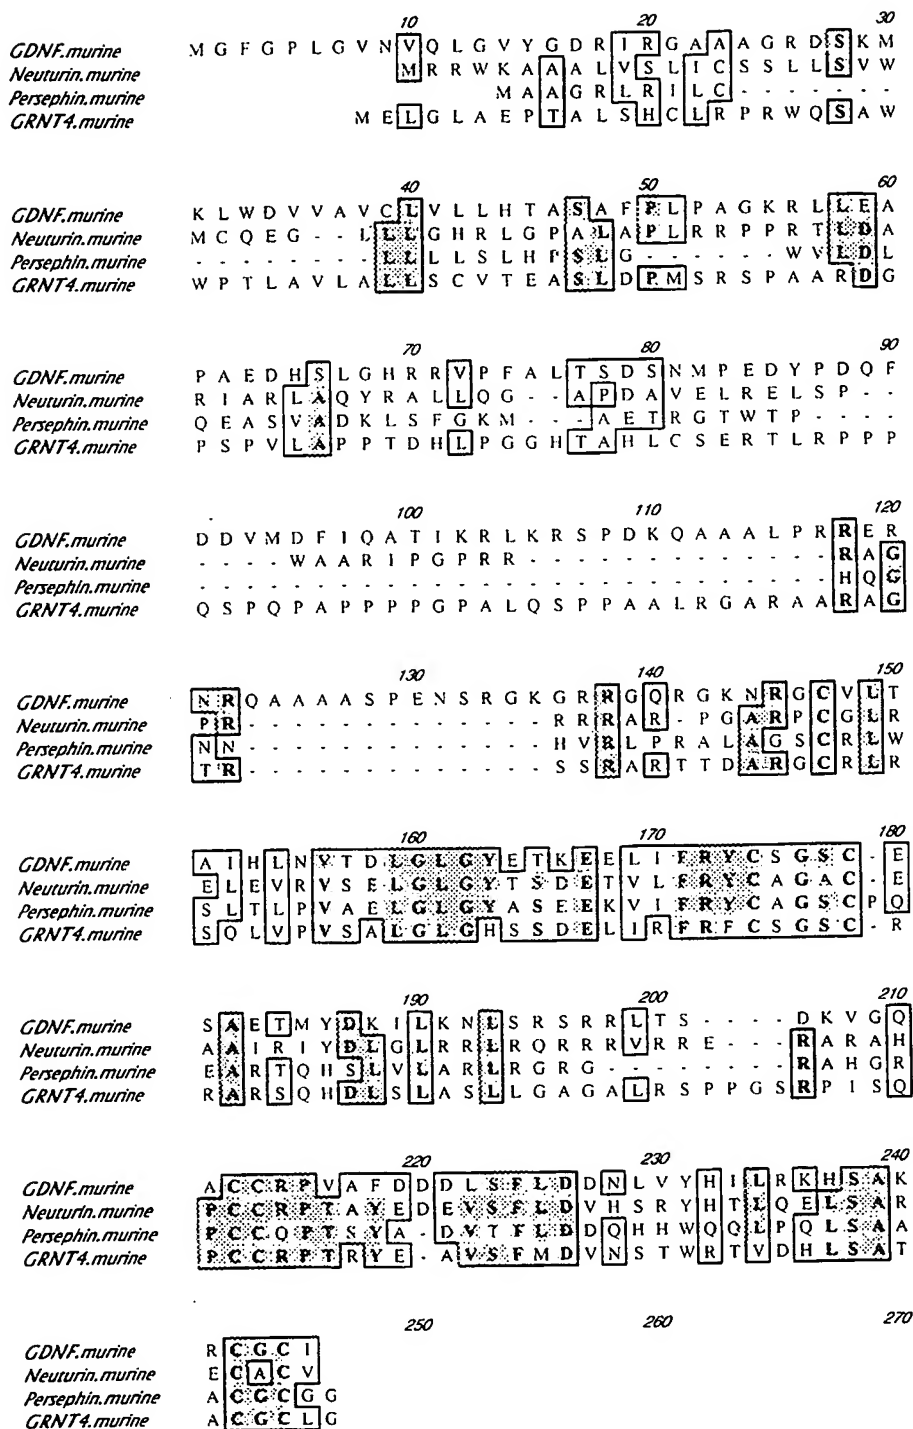 10 20 30
GDNF.murine M G F G P L G V N V Q L G V Y G D R I R G A A A G R D S K M
Neuturin.murine M R R W K A A A L V S L I C S S L L S V W
Persephin.murine M A A G R L R I L C - - - - - - -
GRNT4.murine M E L G L A E P T A L S H C L R P R W Q S A W
40 50 60
GDNF.murine K L W D V V A V C L V L L H T A S A F P L P A G K R L L E A
Neuturin.murine M C Q E G - - L L L G H R L G P A L A P L R R P P R T L D A
Persephin.murine - - - - - - - - L L L L S L H P S L G - - - - - - W V L D L
GRNT4.murine W P T L A V L A L L S C V T E A S L D P M S R S P A A R D G
70 80 90
GDNF.murine P A E D H S L G H R R V P F A L T S D S N M P E D Y P D Q F
Neuturin.murine R I A R L A Q Y R A L L Q G - - A P D A V E L R E L S P -
Persephin.murine Q E A S V A D K L S F G K M - - - A E T R G T W T P - - - -
GRNT4.murine P S P V L A P P T D H L P G G H T A H L C S E R T L R P P P
100 110 120
GDNF.murine D D V M D F I Q A T I K R L K R S P D K Q A A A L P R R E R
Neuturin.murine - - - - W A A R I P G P R R - - - - - - - - - - - - - R A G
Persephin.murine - - - - - - - - - - - - - - - - - - - - - - - - - - - H Q G
GRNT4.murine Q S P Q P A P P P P G P A L Q S P P A A L R G A R A A R A G
130 140 150
GDNF.murine N R Q A A A A S P E N S R G K G R R G Q R G K N R G C V L T
Neuturin.murine P R - - - - - - - - - - - - - R R R A R - P G A R P C G L R
Persephin.murine N N - - - - - - - - - - - - - H V R L P R A L A G S C R L W
GRNT4.murine T R - - - - - - - - - - - - - S S R A R T T D A R G C R L R
160 170 180
GDNF.murine A I H L N V T D L G L G Y E T K E E L I F R Y C S G S C - E
Neuturin.murine E L E V R V S E L G L G Y T S D E T V L F R Y C A G A C - E
Persephin.murine S L T L P V A E L G L G Y A S E E K V I F R Y C A G S C P Q
GRNT4.murine S Q L V P V S A L G L G H S S D E L I R F R F C S G S C - R
190 200 210
GDNF.murine S A E T M Y D K I L K N L S R S R R L T S - - - - D K V G Q
Neuturin.murine A A I R I Y D L G L R R L R Q R R R V R R E - - - R A R A H
Persephin.murine E A R T Q H S L V L A R L R G R G - - - - - - - - R A H G R
GRNT4.murine R A R S Q H D L S L A S L L G A G A L R S P P G S R P I S Q
220 230 240
GDNF.murine A C C R P V A F D D D L S F L D D N L V Y H I L R K H S A K
Neuturin.murine P C C R P T A Y E D E V S F L D V H S R Y H T L Q E L S A R
Persephin.murine P C C Q P T S Y A - D V T F L D D Q H H W Q Q L P Q L S A A
GRNT4.murine P C C R P T R Y E - A V S F M D V N S T W R T V D H L S A T
250 260 270
GDNF.murine R C G C I
Neuturin.murine E C A C V
Persephin.murine A C G C G G
GRNT4.murine A C G C L G